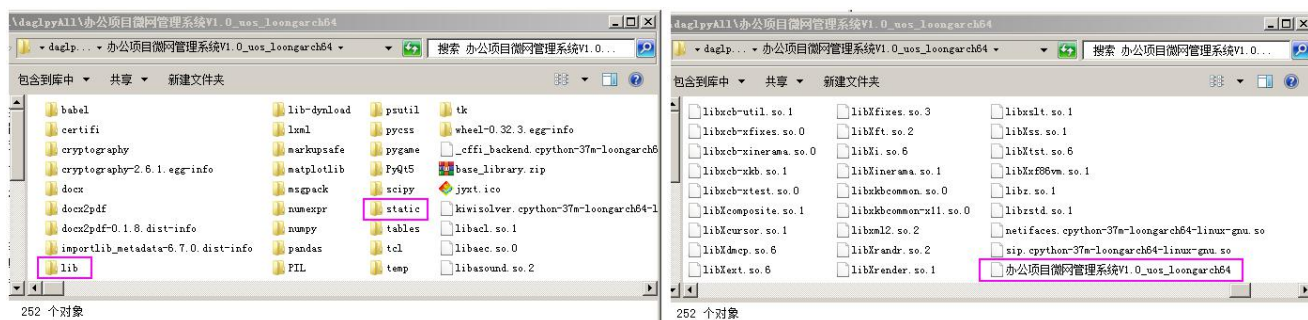 \daglpyAll\办公项目微网管理系统V1.0_uos_loongarch64
daglp... 办公项目微网管理系统V1.0_uos_loongarch64
搜索 办公项目微网管理系统V1.0...
包含到库中 共享 新建文件夹
babel lib-dynload psutil tk
certifi lxml pycss wheel-0.32.3.egg-info
cryptography markupsafe pygame _cffi_backend.cpython-37m-loongarch6
cryptography-2.6.1.egg-info matplotlib PyQt5 base_library.zip
docx msgpack scipy jyxt.ico
docx2pdf numexpr static kiwisolver.cpython-37m-loongarch64-l
docx2pdf-0.1.8.dist-info numpy tables libacl.so.1
importlib_metadata-6.7.0.dist-info pandas tcl libaec.so.0
lib PIL temp libasound.so.2
252 个对象
daglpyAll\办公项目微网管理系统V1.0_uos_loongarch64
daglp... 办公项目微网管理系统V1.0_uos_loongarch64
搜索 办公项目微网管理系统V1.0...
包含到库中 共享 新建文件夹
libxcb-util.so.1 libXfixes.so.3 libxslt.so.1
libxcb-xfixes.so.0 libXft.so.2 libXss.so.1
libxcb-xinerama.so.0 libXi.so.6 libXtst.so.6
libxcb-xkb.so.1 libXinerama.so.1 libXxf86vm.so.1
libxcb-xtest.so.0 libxkbcommon.so.0 libz.so.1
libXcomposite.so.1 libxkbcommon-x11.so.0 libzstd.so.1
libXcursor.so.1 libxml2.so.2 netifaces.cpython-37m-loongarch64-linux-gnu.so
libXdmcp.so.6 libXrandr.so.2 sip.cpython-37m-loongarch64-linux-gnu.so
libXext.so.6 libXrender.so.1 办公项目微网管理系统V1.0_uos_loongarch64
252 个对象